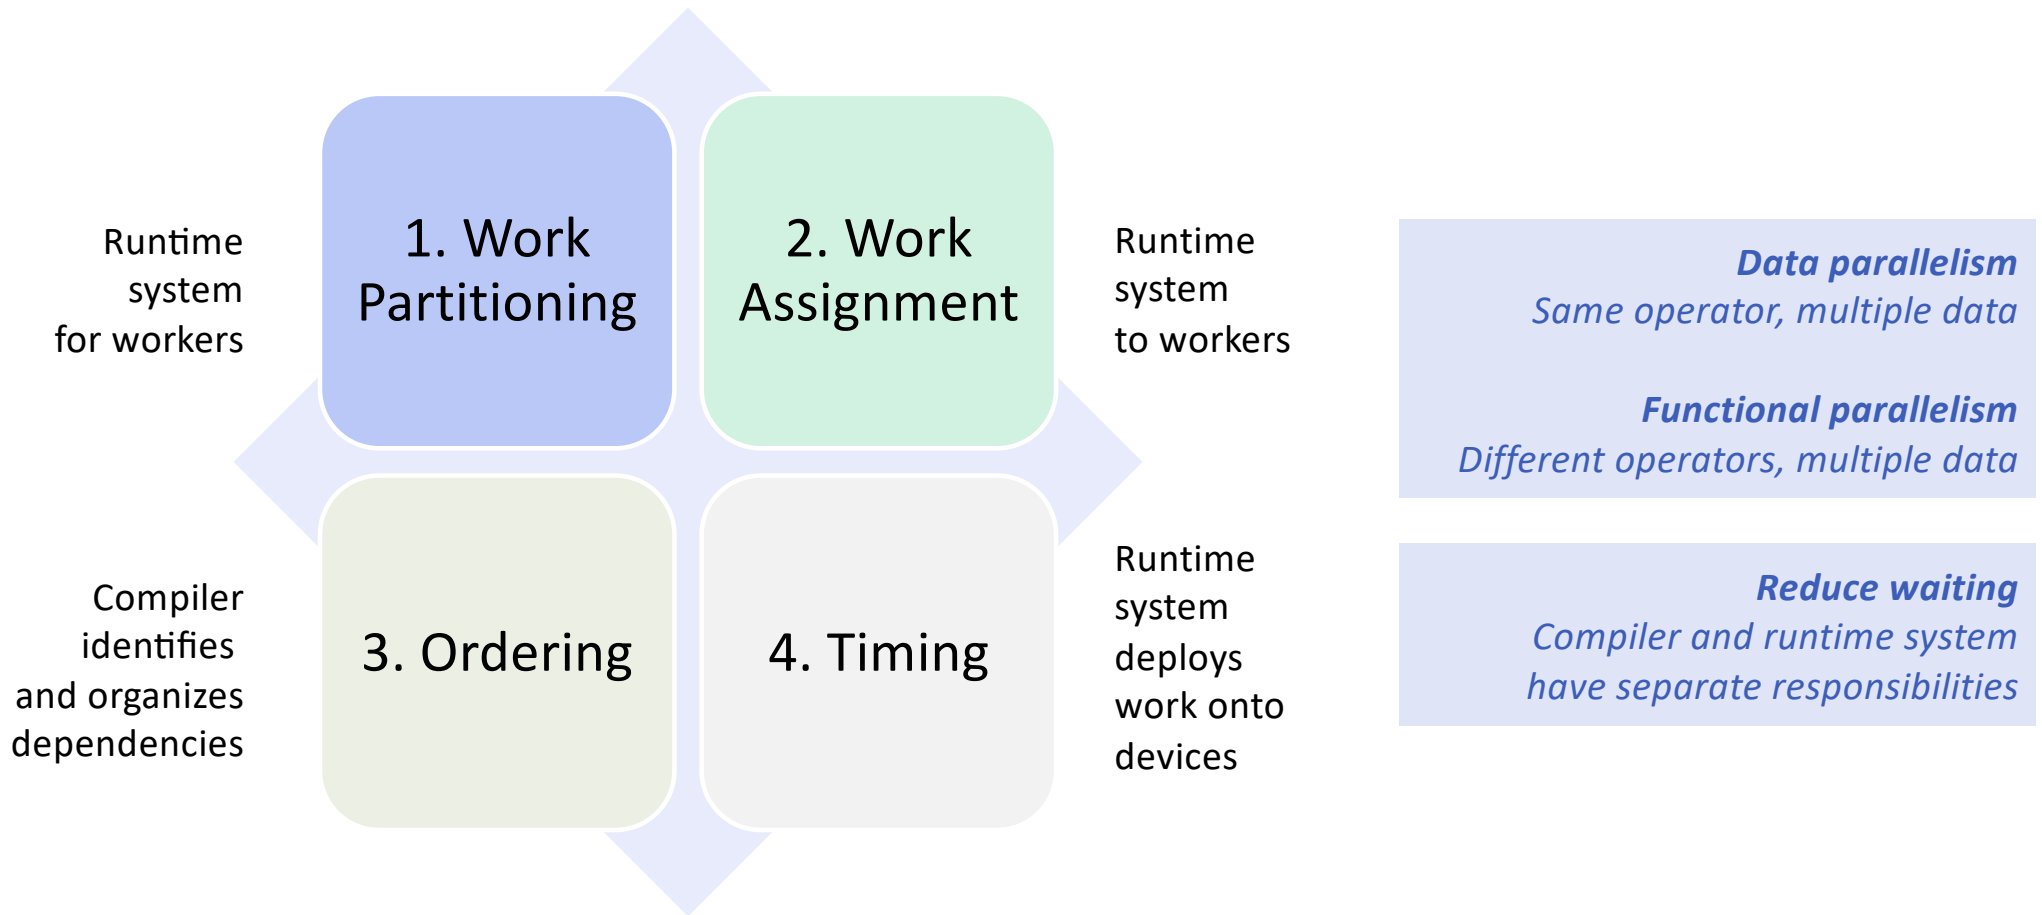 Runtime
system
for workers
1. Work
Partitioning
2. Work
Assignment
Runtime
system
to workers
Data parallelism
Same operator, multiple data
Functional parallelism
Different operators, multiple data
Compiler
identifies
and organizes
dependencies
3. Ordering
4. Timing
Runtime
system
deploys
work onto
devices
Reduce waiting
Compiler and runtime system
have separate responsibilities